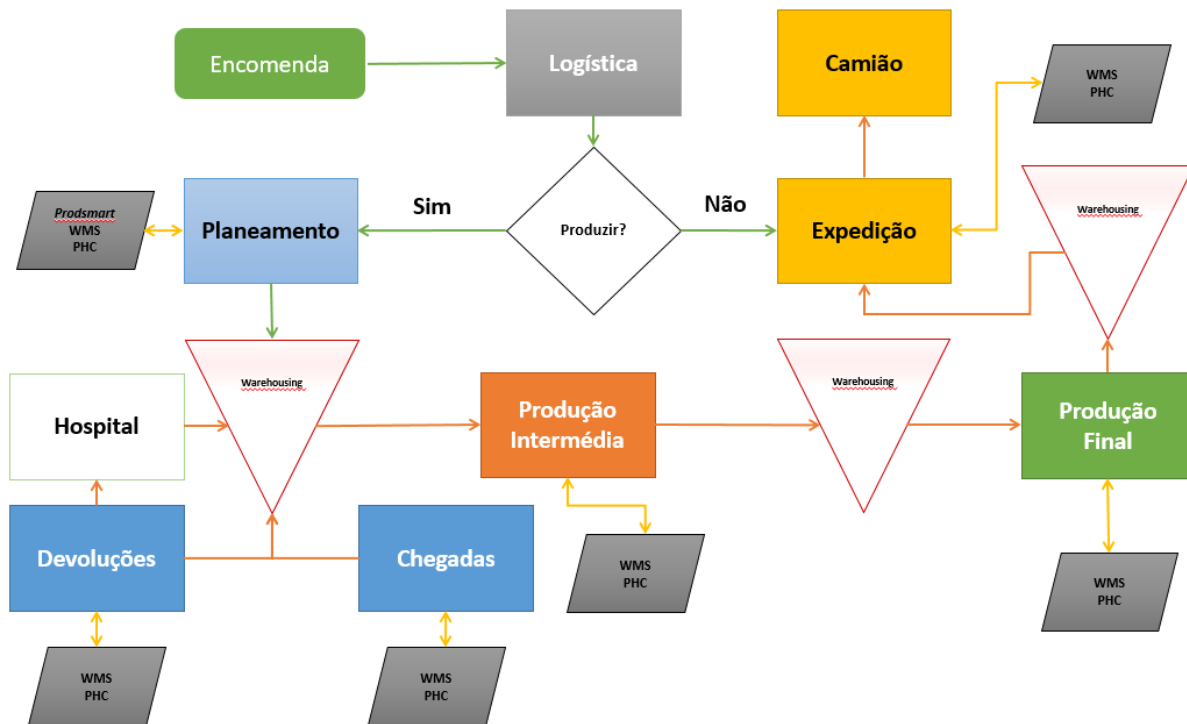 Encomenda
Logística
Camião
WMS
PHC
Prodsmart
WMS
PHC
Planeamento
Sim
Produzir?
Não
Expedição
Warehousing
Hospital
Warehousing
Produção
Intermédia
Warehousing
Produção
Final
Devoluções
Chegadas
WMS
PHC
WMS
PHC
WMS
PHC
WMS
PHC